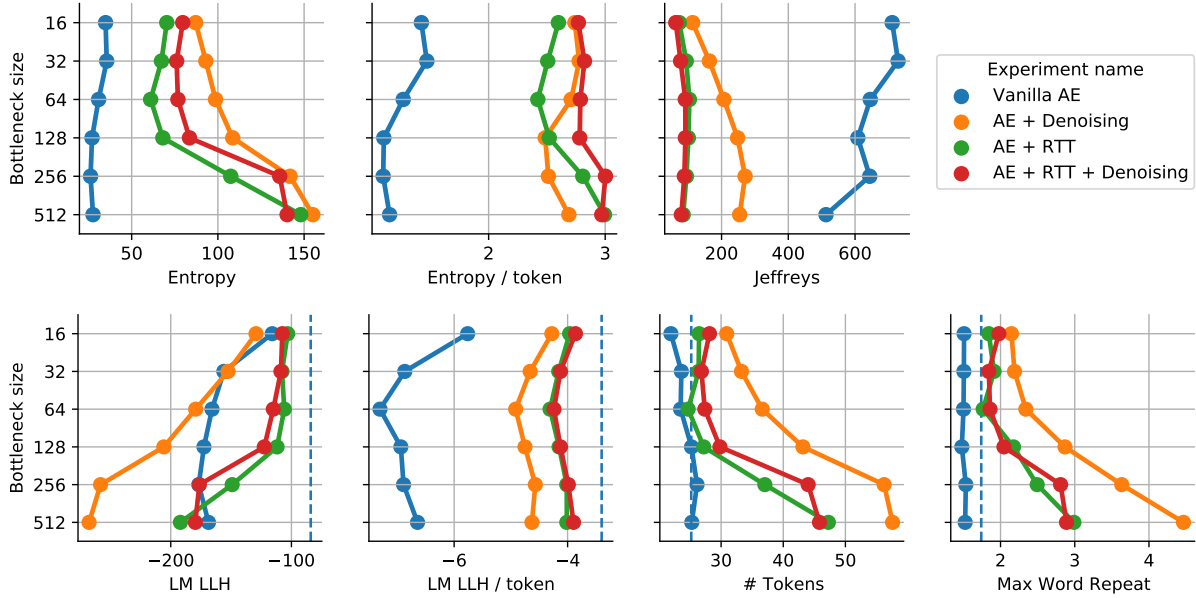 Bottleneck size
16
32
64
128
256
512
50
100
150
Entropy
2
3
Entropy / token
200
400
600
Jeffreys
Experiment name
Vanilla AE
AE + Denoising
AE + RTT
AE + RTT + Denoising
Bottleneck size
16
32
64
128
256
512
−200
−100
LM LLH
−6
−4
LM LLH / token
30
40
50
# Tokens
2
3
4
Max Word Repeat